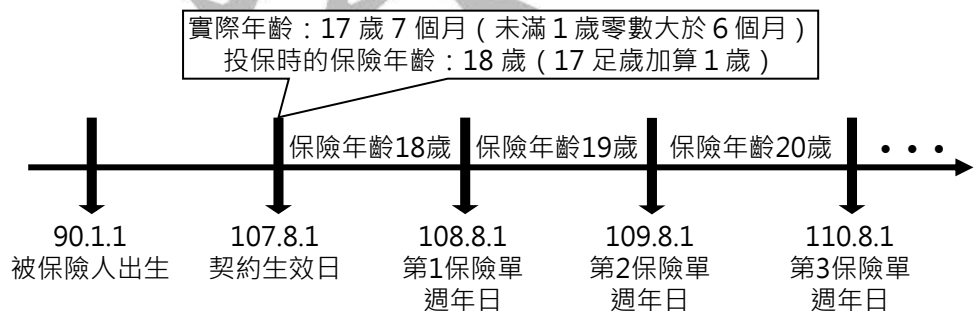 實際年齡：17 歲 7 個月（未滿 1 歲零數大於 6 個月）
投保時的保險年齡：18 歲（17 足歲加算 1 歲）
保險年齡18歲
保險年齡19歲
保險年齡20歲
• • •
90.1.1
被保險人出生
107.8.1
契約生效日
108.8.1
第1保險單
週年日
109.8.1
第2保險單
週年日
110.8.1
第3保險單
週年日